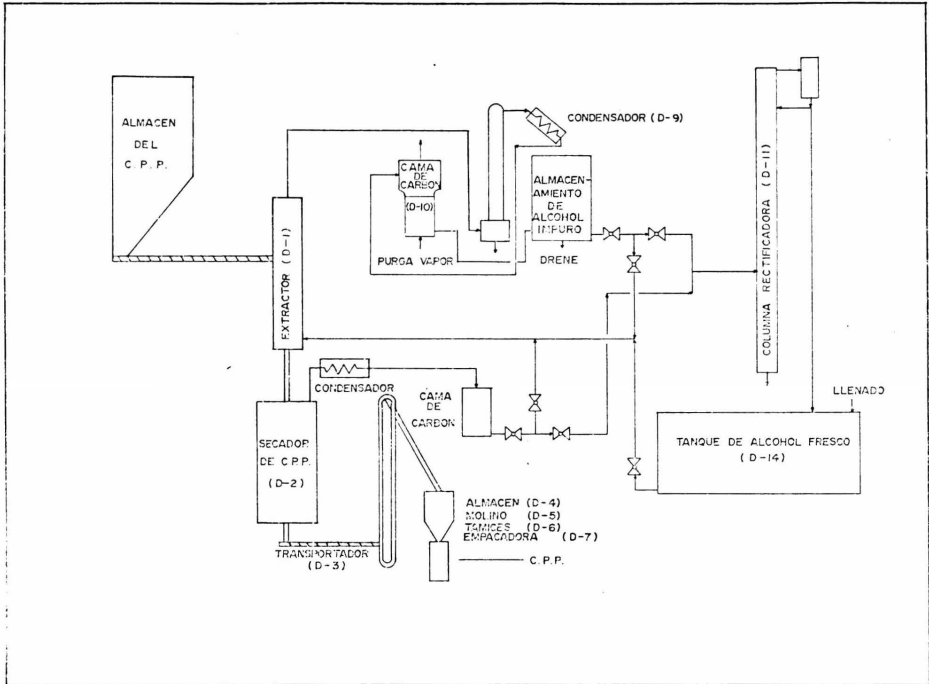 ALMACEN
DEL
C. P. P.
EXTRACTOR (D-1)
CAMA
DE
CARBON
(D-10)
PURGA VAPOR
CONDENSADOR (D-9)
ALMACEN-
AMIENTO
DE
ALCOHOL
IMPURO
DRENE
COLUMNA RECTIFICADORA (D-11)
CONDENSADOR
CAMA
DE
CARBON
LLENADO
TANQUE DE ALCOHOL FRESCO
(D-14)
SECADOR
DE C.P.P.
(D-2)
TRANSPORTADOR
(D-3)
ALMACEN (D-4)
MOLINO (D-5)
TAMICES (D-6)
EMPACADORA (D-7)
C.P.P.